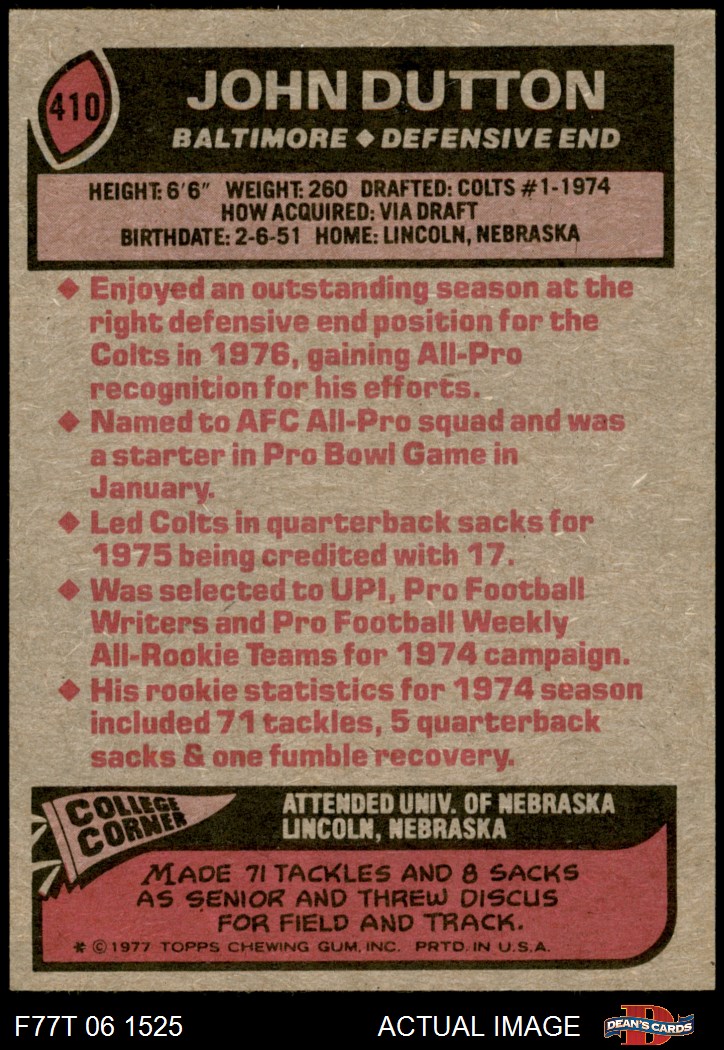 410
JOHN DUTTON
BALTIMORE ◆ DEFENSIVE END
HEIGHT: 6'6" WEIGHT: 260 DRAFTED: COLTS #1-1974
HOW ACQUIRED: VIA DRAFT
BIRTHDATE: 2-6-51 HOME: LINCOLN, NEBRASKA
◆ Enjoyed an outstanding season at the
right defensive end position for the
Colts in 1976, gaining All-Pro
recognition for his efforts.
◆ Named to AFC All-Pro squad and was
a starter in Pro Bowl Game in
January.
◆ Led Colts in quarterback sacks for
1975 being credited with 17.
◆ Was selected to UPI, Pro Football
Writers and Pro Football Weekly
All-Rookie Teams for 1974 campaign.
◆ His rookie statistics for 1974 season
included 71 tackles, 5 quarterback
sacks & one fumble recovery.
COLLEGE
CORNER
ATTENDED UNIV. OF NEBRASKA
LINCOLN, NEBRASKA
MADE 71 TACKLES AND 8 SACKS
AS SENIOR AND THREW DISCUS
FOR FIELD AND TRACK.
* © 1977 TOPPS CHEWING GUM, INC. PRTD. IN U.S.A.
F77T 06 1525
ACTUAL IMAGE
D
DEAN'S CARDS